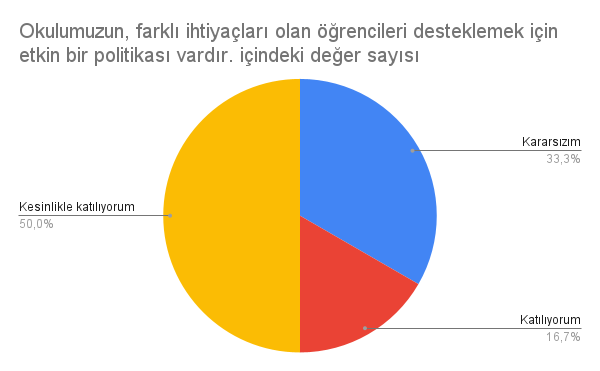 Okulumuzun, farklı ihtiyaçları olan öğrencileri desteklemek için
etkin bir politikası vardır. içindeki değer sayısı
Kararsızım
33,3%
Kesinlikle katılıyorum
50,0%
Katılıyorum
16,7%